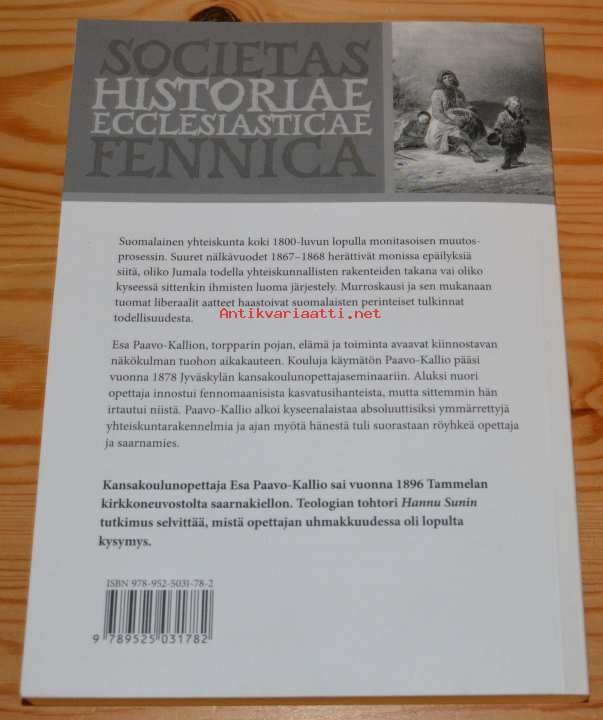 SOCIETAS
HISTORIAE
ECCLESIASTICAE
FENNICA
Suomalainen yhteiskunta koki 1800-luvun lopulla monitasoisen muutos-
prosessin. Suuret nälkävuodet 1867–1868 herättivät monissa epäilyksiä
siitä, oliko Jumala todella yhteiskunnallisten rakenteiden takana vai oliko
kyseessä sittenkin ihmisten luoma järjestely. Murroskausi ja sen mukanaan
tuomat liberaalit aatteet haastoivat suomalaisten perinteiset tulkinnat
todellisuudesta.
Antikvariaatti.net
Esa Paavo-Kallion, torpparin pojan, elämä ja toiminta avaavat kiinnostavan
näkökulman tuohon aikakauteen. Kouluja käymätön Paavo-Kallio pääsi
vuonna 1878 Jyväskylän kansakoulunopettajaseminaariin. Aluksi nuori
opettaja innostui fennomaanisista kasvatusihanteista, mutta sittemmin hän
irtautui niistä. Paavo-Kallio alkoi kyseenalaistaa absoluuttisiksi ymmärrettyjä
yhteiskuntarakennelmia ja ajan myötä hänestä tuli suorastaan röyhkeä opettaja
ja saarnamies.
Kansakoulunopettaja Esa Paavo-Kallio sai vuonna 1896 Tammelan
kirkkoneuvostolta saarnakiellon. Teologian tohtori Hannu Sunin
tutkimus selvittää, mistä opettajan uhmakkuudessa oli lopulta
kysymys.
ISBN 978-952-5031-78-2
9 789525 031782